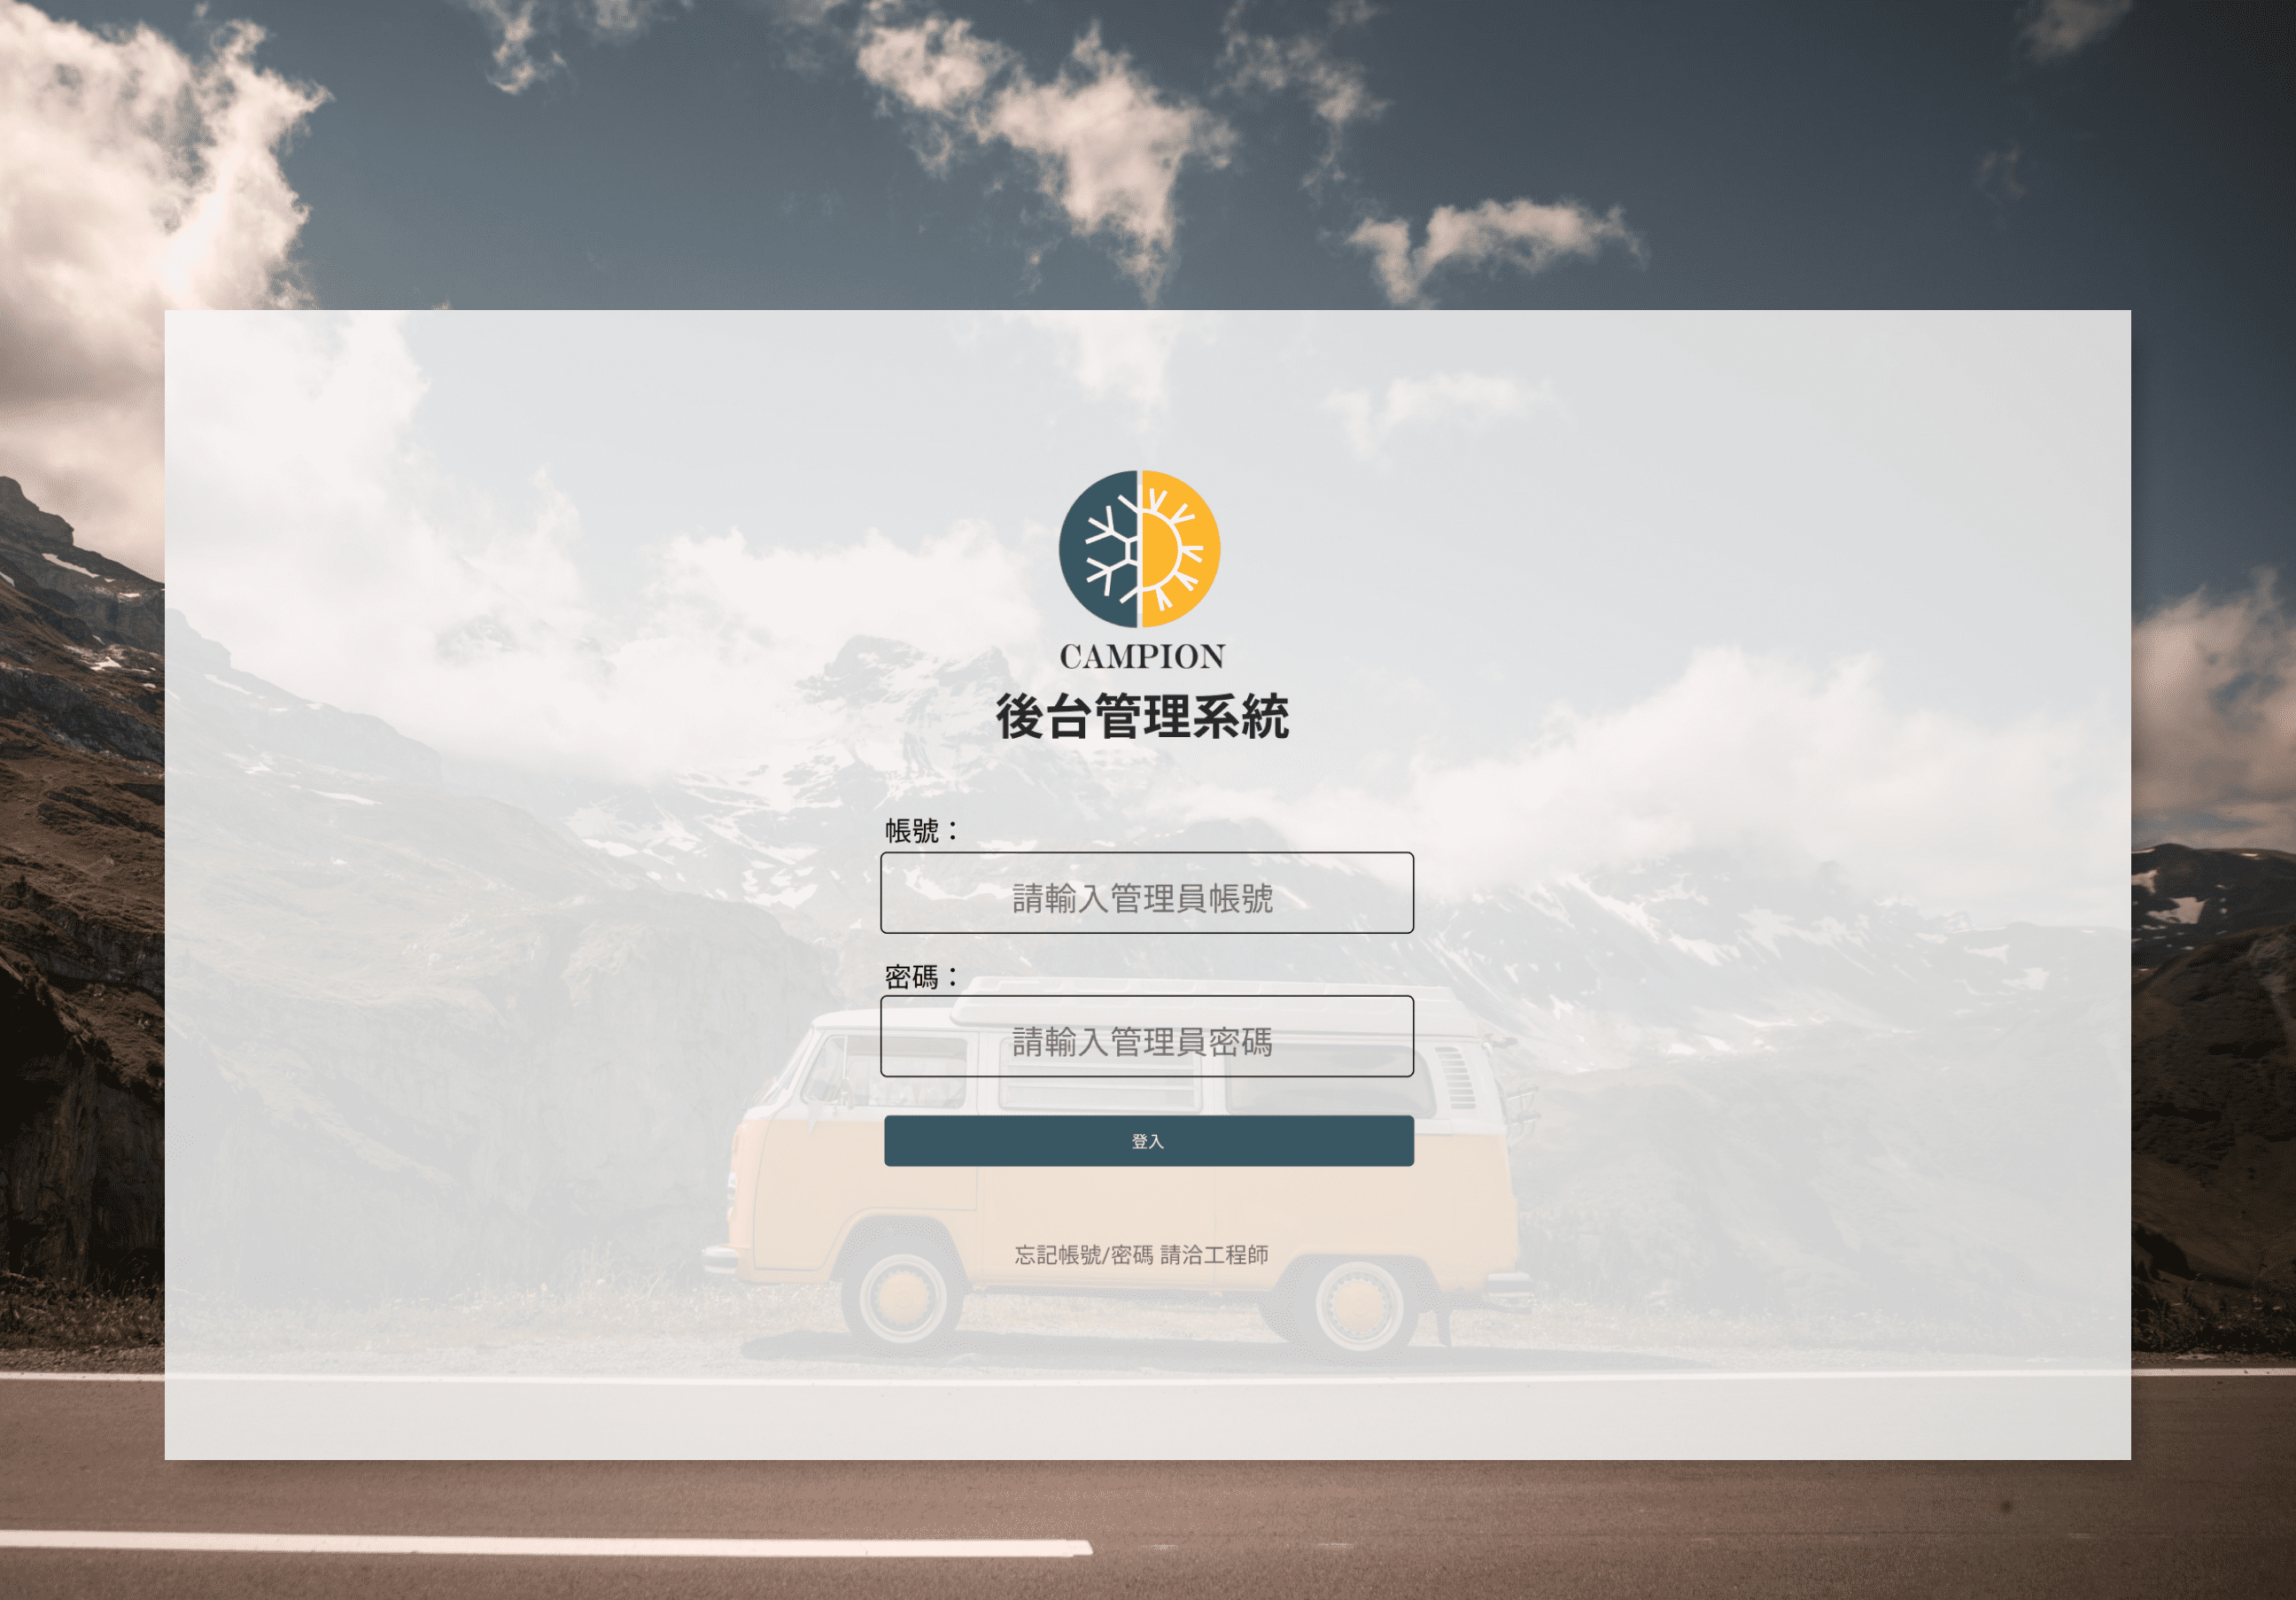 CAMPION
後台管理系統
帳號：
請輸入管理員帳號
密碼：
請輸入管理員密碼
登入
忘記帳號/密碼 請洽工程師